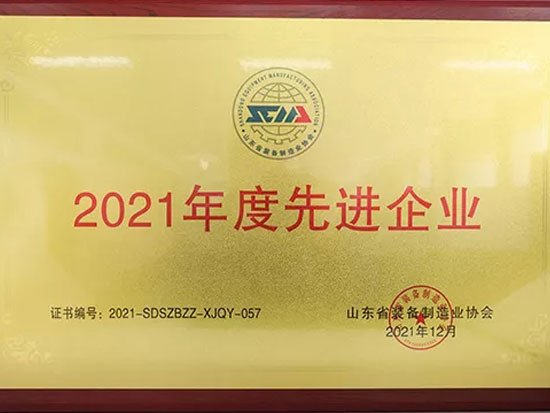 SHANDONG EQUIPMENT MANUFACTURING ASSOCIATION
SEMA
山东省装备制造业协会
2021年度先进企业
证书编号：2021-SDSZBZZ-XJQY-057
山东省装备制造业协会
2021年12月